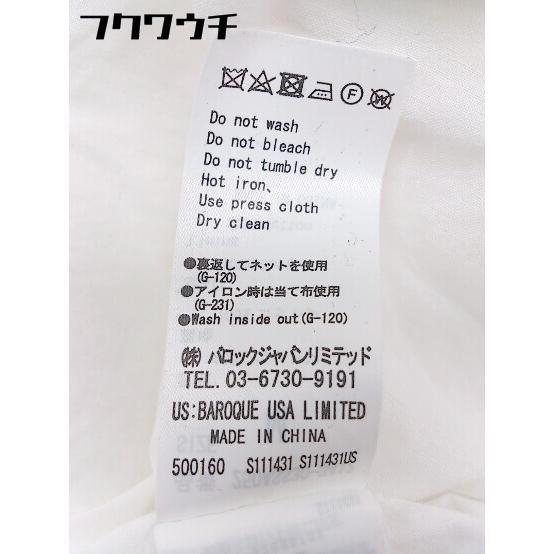 フクワウチ
Do not wash
Do not bleach
Do not tumble dry
Hot iron、
Use press cloth
Dry clean
●裏返してネットを使用
(G-120)
●アイロン時は当て布使用
(G-231)
●Wash inside out(G-120)
㈱バロックジャパンリミテッド
TEL. 03-6730-9191
US:BAROQUE USA LIMITED
MADE IN CHINA
500160 S111431 S111431US